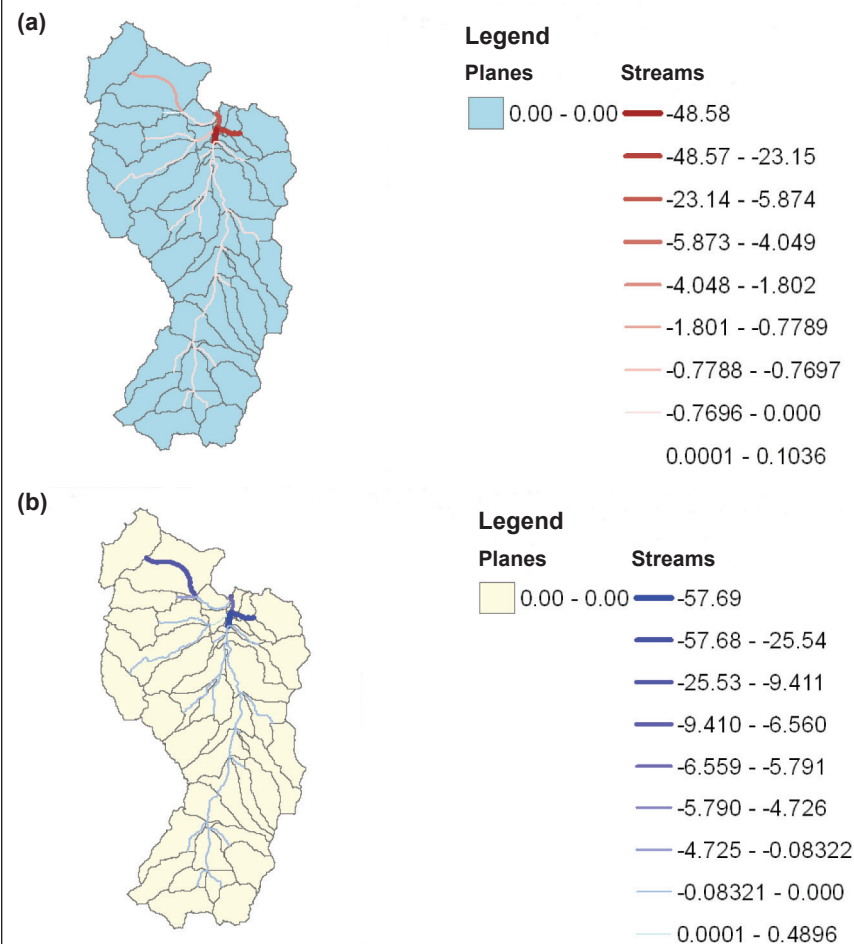 (a)
Legend
Planes Streams
0.00 - 0.00 -48.58
-48.57 - -23.15
-23.14 - -5.874
-5.873 - -4.049
-4.048 - -1.802
-1.801 - -0.7789
-0.7788 - -0.7697
-0.7696 - 0.000
0.0001 - 0.1036
(b)
Legend
Planes Streams
0.00 - 0.00 -57.69
-57.68 - -25.54
-25.53 - -9.411
-9.410 - -6.560
-6.559 - -5.791
-5.790 - -4.726
-4.725 - -0.08322
-0.08321 - 0.000
0.0001 - 0.4896